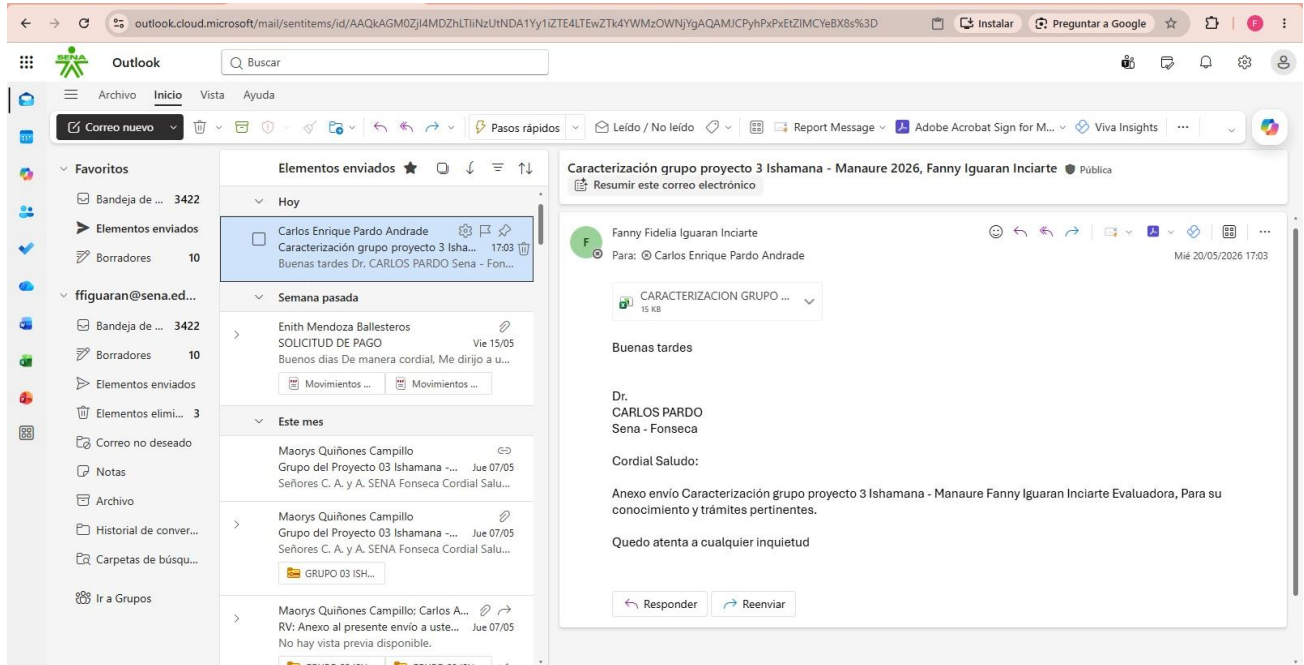 outlook.cloud.microsoft/mail/sentitems/id/AAQkAGM0ZjI4MDZhLTliNzUtNDA1Yy1iZTE4LTEwZTk4YWMzOWNjYgAQAMJCPyhPxPxEtZIMCYeBX8s%3D
Instalar
Preguntar a Google
F
SENA
Outlook
Buscar
Archivo Inicio Vista Ayuda
Correo nuevo
Pasos rápidos
Leído / No leído
Report Message
Adobe Acrobat Sign for M...
Viva Insights
Favoritos
Bandeja de ... 3422
Elementos enviados
Borradores 10
ffiguaran@sena.ed...
Bandeja de ... 3422
Borradores 10
Elementos enviados
Elementos elimi... 3
Correo no deseado
Notas
Archivo
Historial de conver...
Carpetas de búsqu...
Ir a Grupos
Elementos enviados
Hoy
Carlos Enrique Pardo Andrade
Caracterización grupo proyecto 3 Isha... 17:03
Buenas tardes Dr. CARLOS PARDO Sena - Fon...
Semana pasada
Enith Mendoza Ballesteros
SOLICITUD DE PAGO Vie 15/05
Buenos dias De manera cordial, Me dirijo a u...
Movimientos ... Movimientos ...
Este mes
Maorys Quiñones Campillo
Grupo del Proyecto 03 Ishamana -... Jue 07/05
Señores C. A. y A. SENA Fonseca Cordial Salu...
Maorys Quiñones Campillo
Grupo del Proyecto 03 Ishamana -... Jue 07/05
Señores C. A. y A. SENA Fonseca Cordial Salu...
GRUPO 03 ISH...
Maorys Quiñones Campillo; Carlos A...
RV: Anexo al presente envío a uste... Jue 07/05
No hay vista previa disponible.
Caracterización grupo proyecto 3 Ishamana - Manaure 2026, Fanny Iguaran Inciarte Pública
Resumir este correo electrónico
F
Fanny Fidelia Iguaran Inciarte
Para: Carlos Enrique Pardo Andrade
Mié 20/05/2026 17:03
CARACTERIZACION GRUPO ...
15 KB
Buenas tardes
Dr.
CARLOS PARDO
Sena - Fonseca
Cordial Saludo:
Anexo envío Caracterización grupo proyecto 3 Ishamana - Manaure Fanny Iguaran Inciarte Evaluadora, Para su
conocimiento y trámites pertinentes.
Quedo atenta a cualquier inquietud
Responder
Reenviar